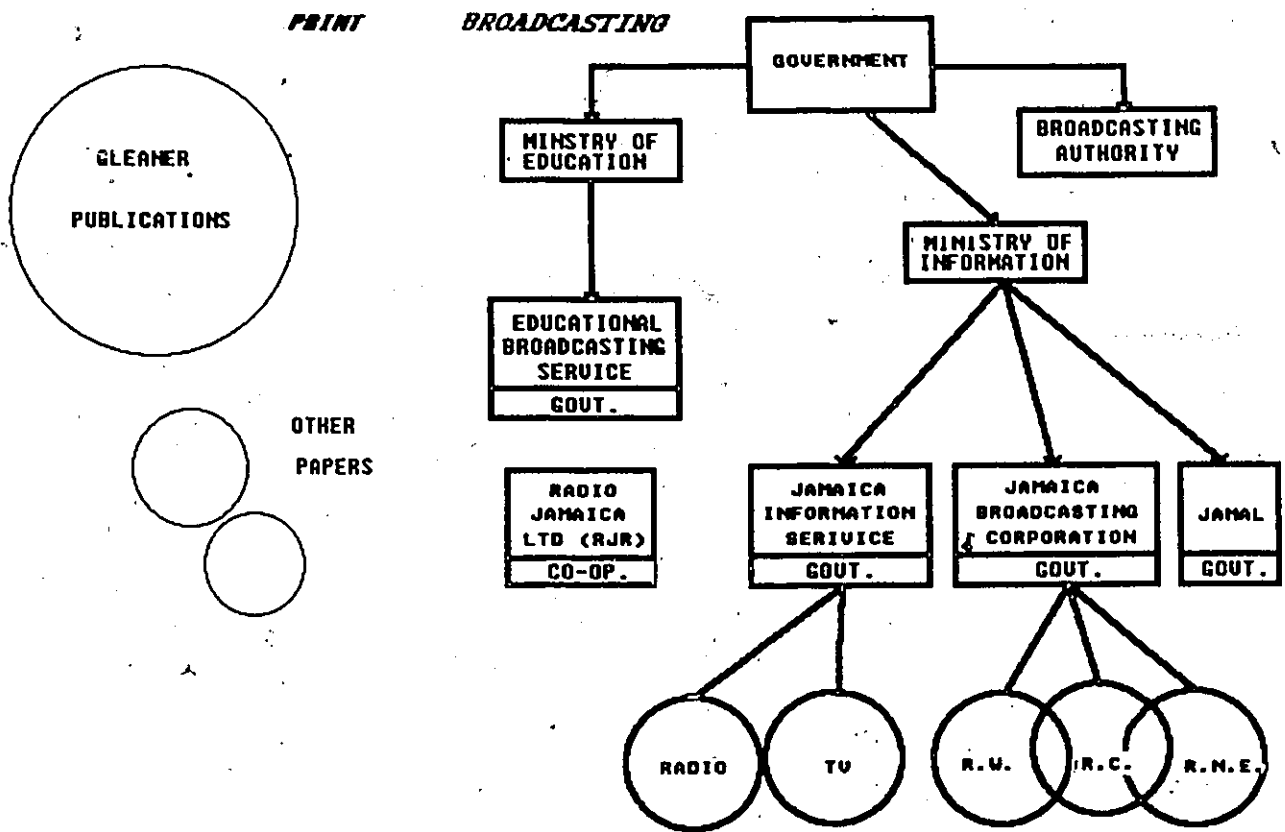 PRINT
BROADCASTING
GOVERNMENT
MINSTRY OF
EDUCATION
BROADCASTING
AUTHORITY
GLEANER
PUBLICATIONS
MINISTRY OF
INFORMATION
EDUCATIONAL
BROADCASTING
SERVICE
GOVT.
OTHER
PAPERS
RADIO
JAMAICA
LTD (RJR)
CO-OP.
JAMAICA
INFORMATION
SERIVICE
GOVT.
JAMAICA
BROADCASTING
CORPORATION
GOVT.
JAMAL
GOVT.
RADIO
TV
R.W.
R.C.
R.N.E.